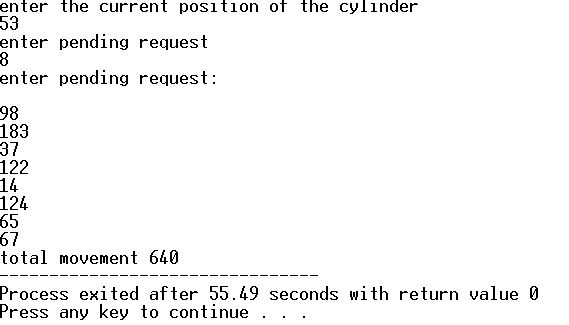 enter the current position of the cylinder
53
enter pending request
8
enter pending request:
98
183
37
122
14
124
65
67
total movement 640
--------------------------------
Process exited after 55.49 seconds with return value 0
Press any key to continue . . .